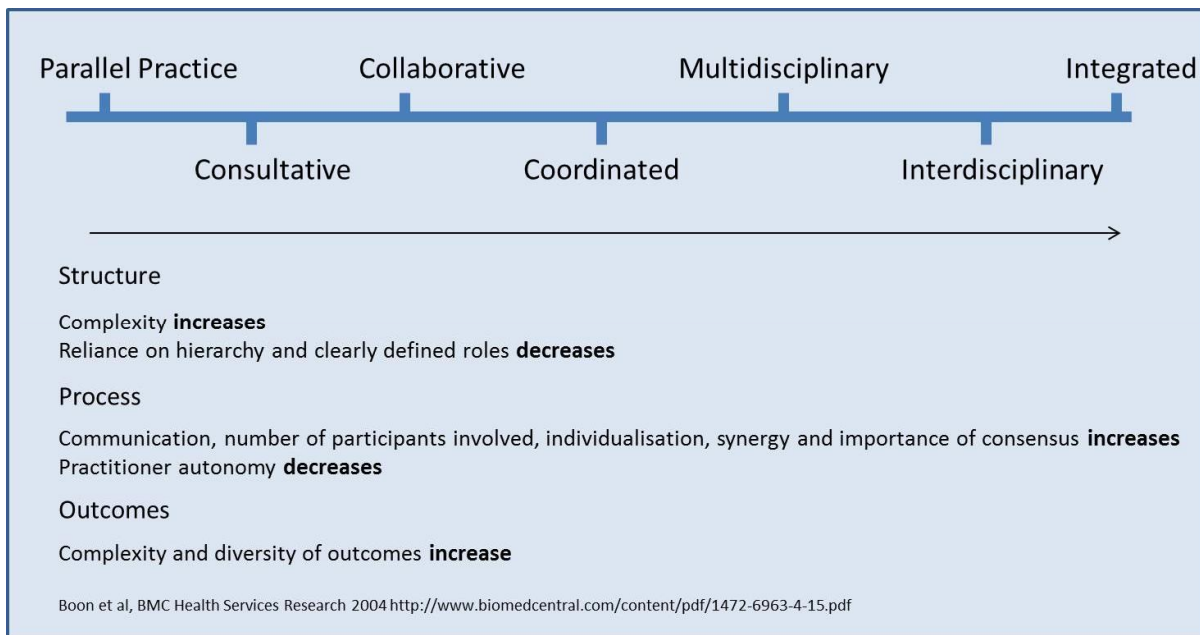 Parallel Practice Collaborative Multidisciplinary Integrated
Consultative Coordinated Interdisciplinary
Structure
Complexity increases
Reliance on hierarchy and clearly defined roles decreases
Process
Communication, number of participants involved, individualisation, synergy and importance of consensus increases
Practitioner autonomy decreases
Outcomes
Complexity and diversity of outcomes increase
Boon et al, BMC Health Services Research 2004 http://www.biomedcentral.com/content/pdf/1472-6963-4-15.pdf